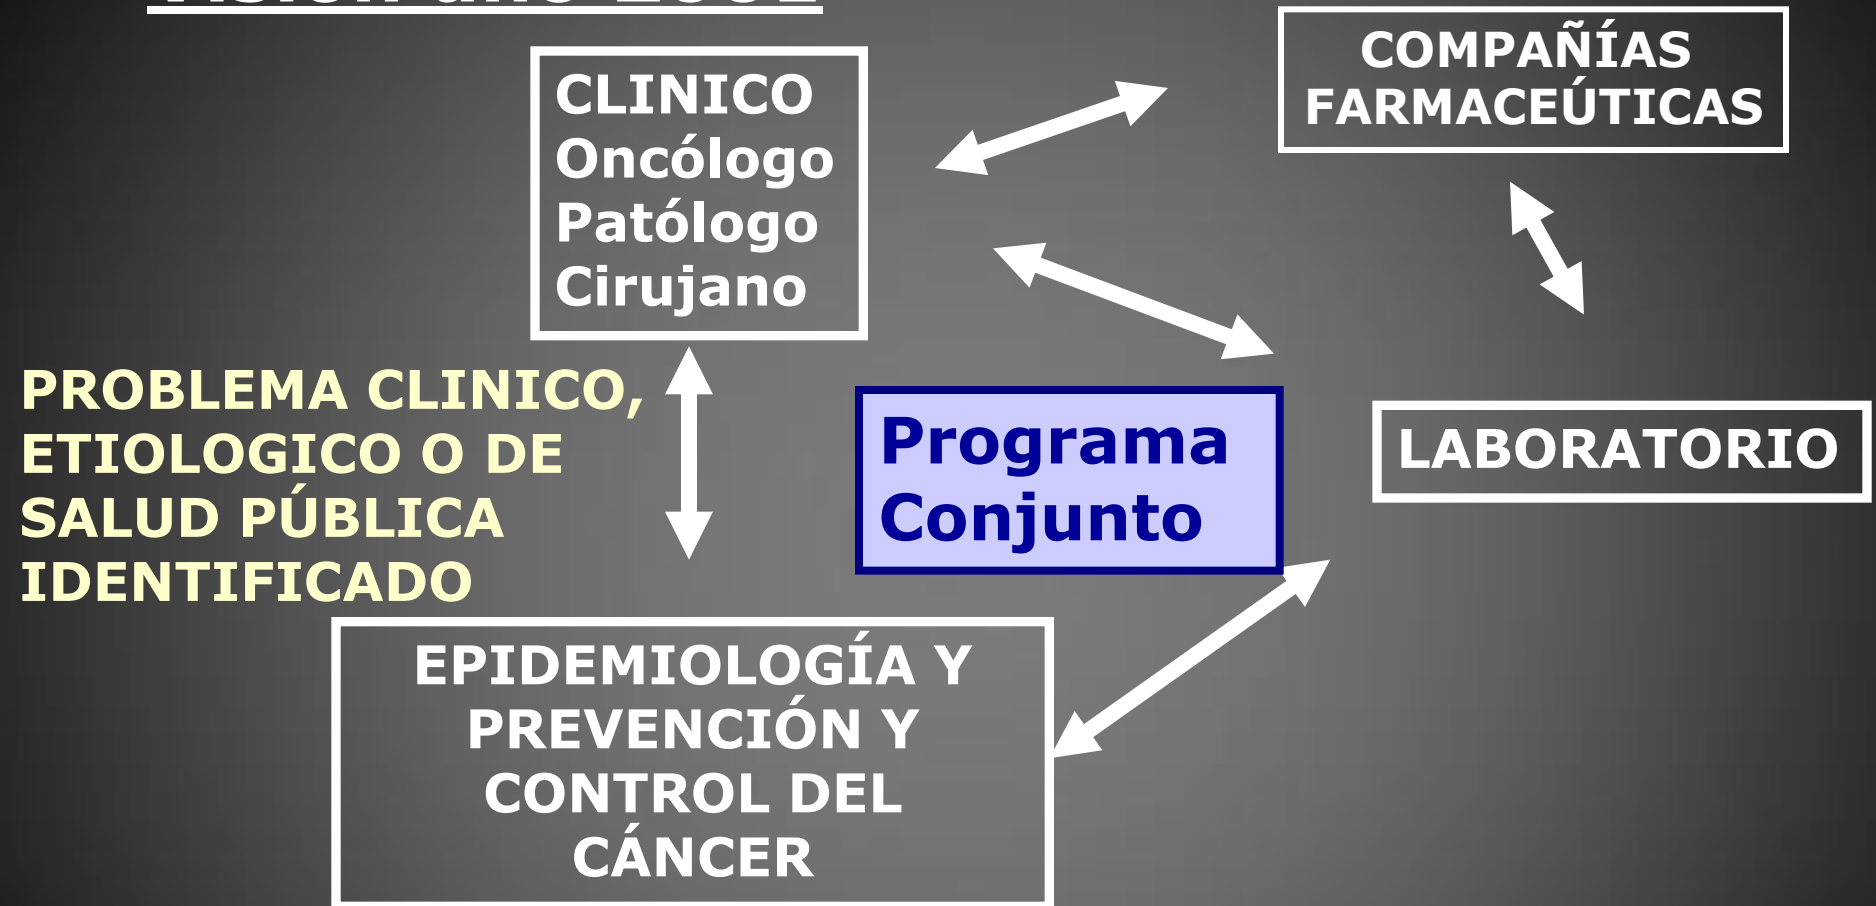 COMPAÑÍAS
FARMACEÚTICAS
CLINICO
Oncólogo
Patólogo
Cirujano
PROBLEMA CLINICO,
ETIOLOGICO O DE
SALUD PÚBLICA
IDENTIFICADO
Programa
Conjunto
LABORATORIO
EPIDEMIOLOGÍA Y
PREVENCIÓN Y
CONTROL DEL
CÁNCER